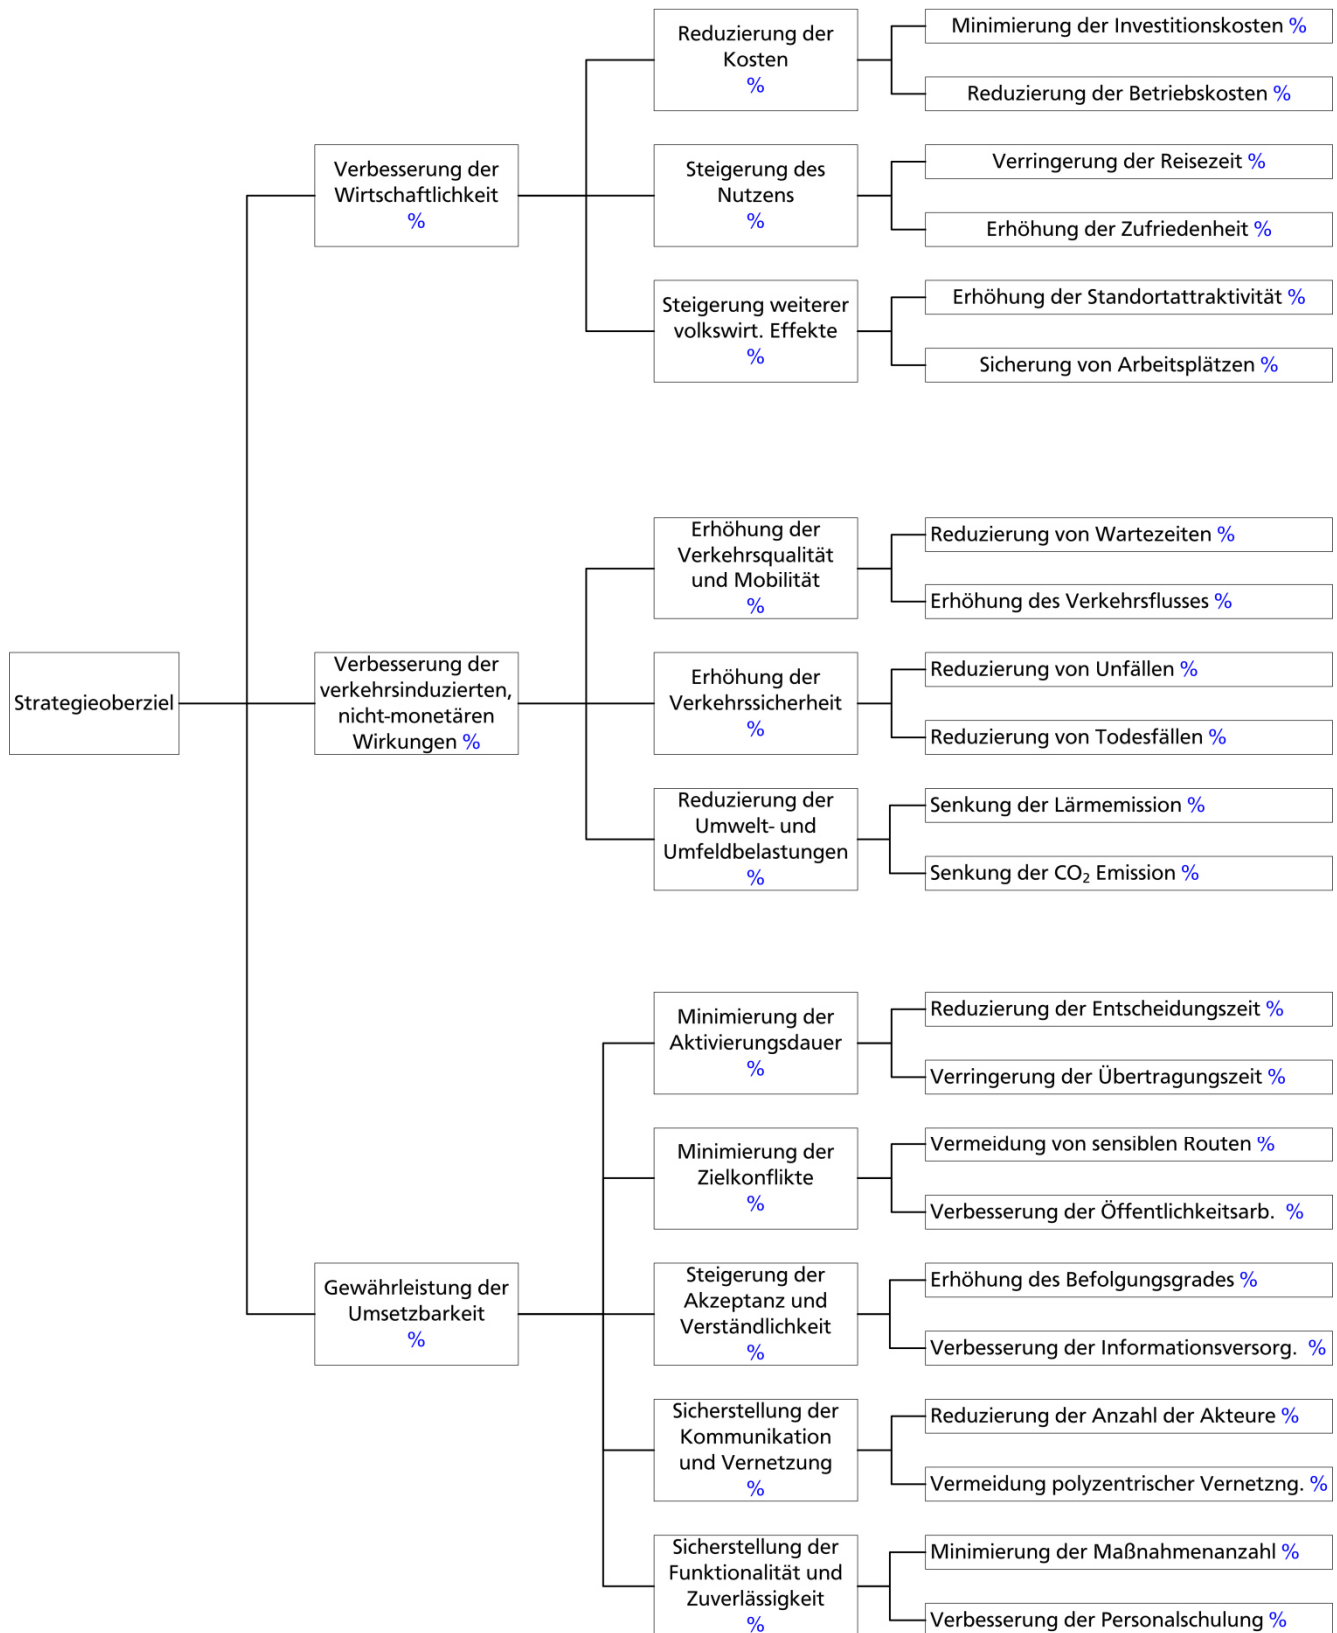 Strategieoberziel
Verbesserung der
Wirtschaftlichkeit
%
Reduzierung der
Kosten
%
Minimierung der Investitionskosten %
Reduzierung der Betriebskosten %
Steigerung des
Nutzens
%
Verringerung der Reisezeit %
Erhöhung der Zufriedenheit %
Steigerung weiterer
volkswirt. Effekte
%
Erhöhung der Standortattraktivität %
Sicherung von Arbeitsplätzen %
Verbesserung der
verkehrsinduzierten,
nicht-monetären
Wirkungen %
Erhöhung der
Verkehrsqualität
und Mobilität
%
Reduzierung von Wartezeiten %
Erhöhung des Verkehrsflusses %
Erhöhung der
Verkehrssicherheit
%
Reduzierung von Unfällen %
Reduzierung von Todesfällen %
Reduzierung der
Umwelt- und
Umfeldbelastungen
%
Senkung der Lärmemission %
Senkung der CO₂ Emission %
Gewährleistung der
Umsetzbarkeit
%
Minimierung der
Aktivierungsdauer
%
Reduzierung der Entscheidungszeit %
Verringerung der Übertragungszeit %
Minimierung der
Zielkonflikte
%
Vermeidung von sensiblen Routen %
Verbesserung der Öffentlichkeitsarb. %
Steigerung der
Akzeptanz und
Verständlichkeit
%
Erhöhung des Befolgungsgrades %
Verbesserung der Informationsversorg. %
Sicherstellung der
Kommunikation
und Vernetzung
%
Reduzierung der Anzahl der Akteure %
Vermeidung polyzentrischer Vernetzng. %
Sicherstellung der
Funktionalität und
Zuverlässigkeit
%
Minimierung der Maßnahmenanzahl %
Verbesserung der Personalschulung %